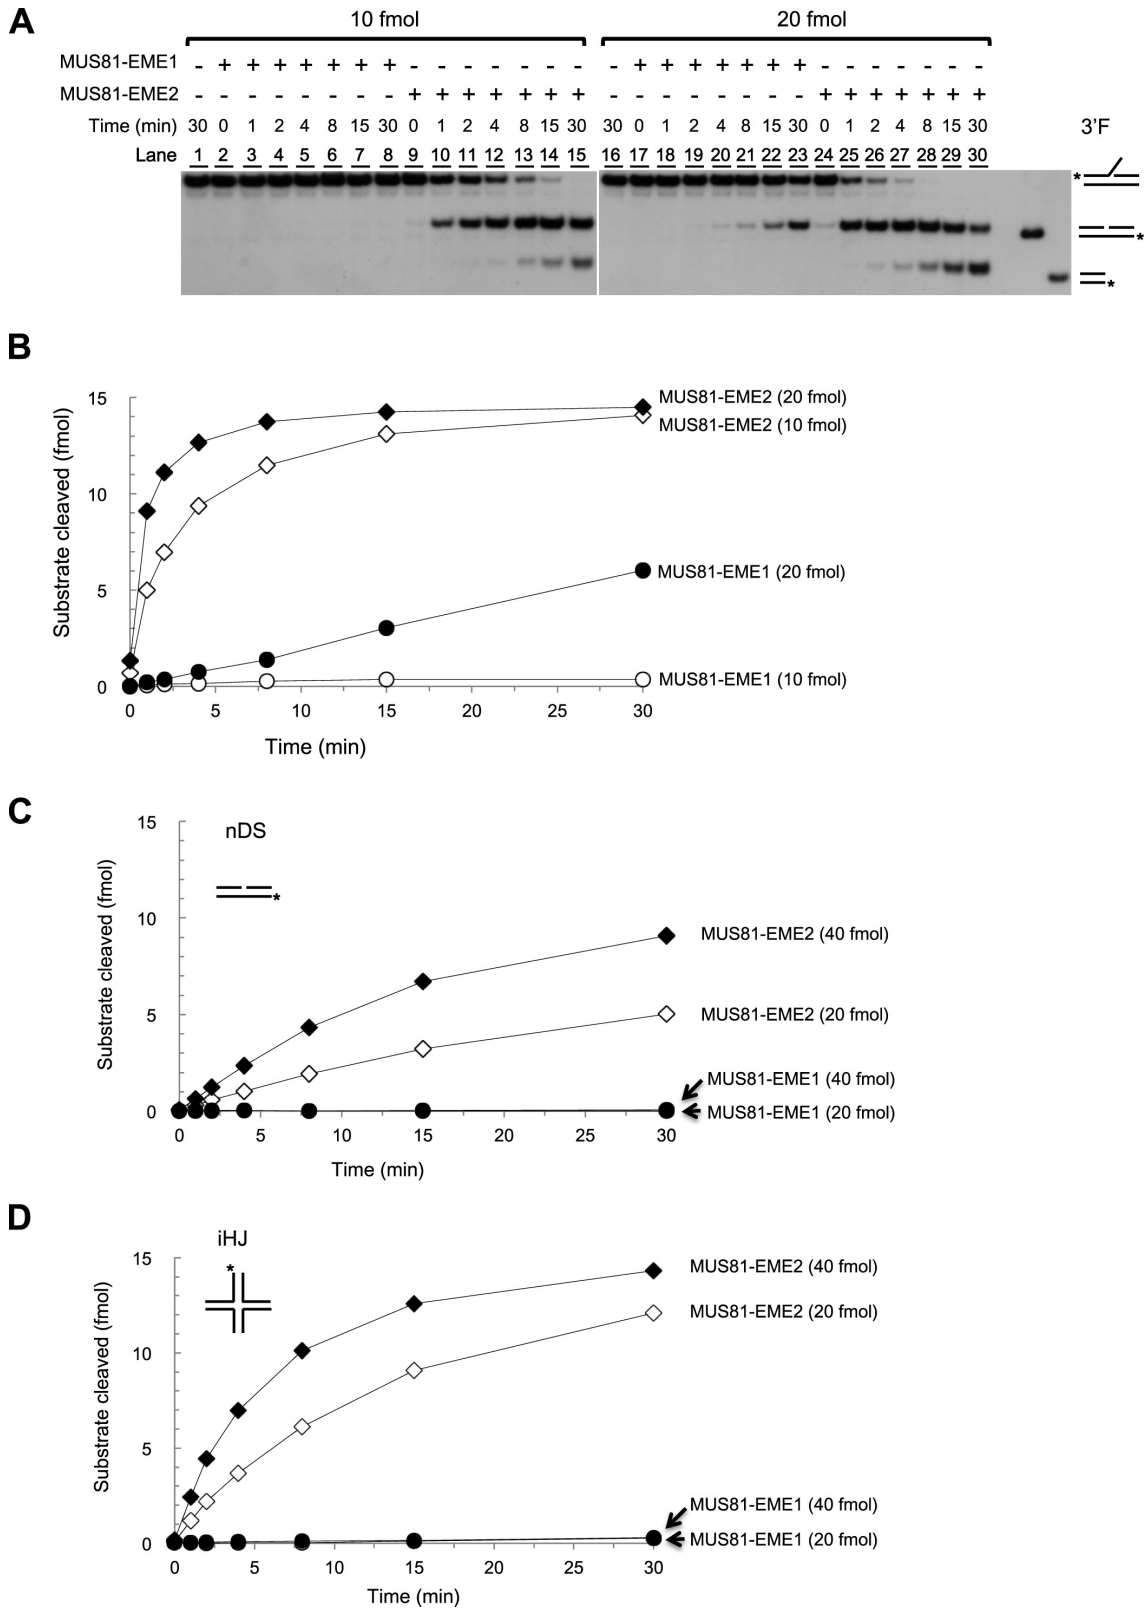 A
10 fmol 20 fmol
MUS81-EME1 - + + + + + + + - - - - - - - - + + + + + + + - - - - - - -
MUS81-EME2 - - - - - - - - + + + + + + + - - - - - - - - + + + + + + +
Time (min) 30 0 1 2 4 8 15 30 0 1 2 4 8 15 30 30 0 1 2 4 8 15 30 0 1 2 4 8 15 30 3'F
Lane 1 2 3 4 5 6 7 8 9 10 11 12 13 14 15 16 17 18 19 20 21 22 23 24 25 26 27 28 29 30
*
*
*
B
Substrate cleaved (fmol)
15
10
5
0
0 5 10 15 20 25 30
Time (min)
MUS81-EME2 (20 fmol)
MUS81-EME2 (10 fmol)
MUS81-EME1 (20 fmol)
MUS81-EME1 (10 fmol)
C
nDS
*
Substrate cleaved (fmol)
15
10
5
0
0 5 10 15 20 25 30
Time (min)
MUS81-EME2 (40 fmol)
MUS81-EME2 (20 fmol)
MUS81-EME1 (40 fmol)
MUS81-EME1 (20 fmol)
D
iHJ
*
Substrate cleaved (fmol)
15
10
5
0
0 5 10 15 20 25 30
Time (min)
MUS81-EME2 (40 fmol)
MUS81-EME2 (20 fmol)
MUS81-EME1 (40 fmol)
MUS81-EME1 (20 fmol)